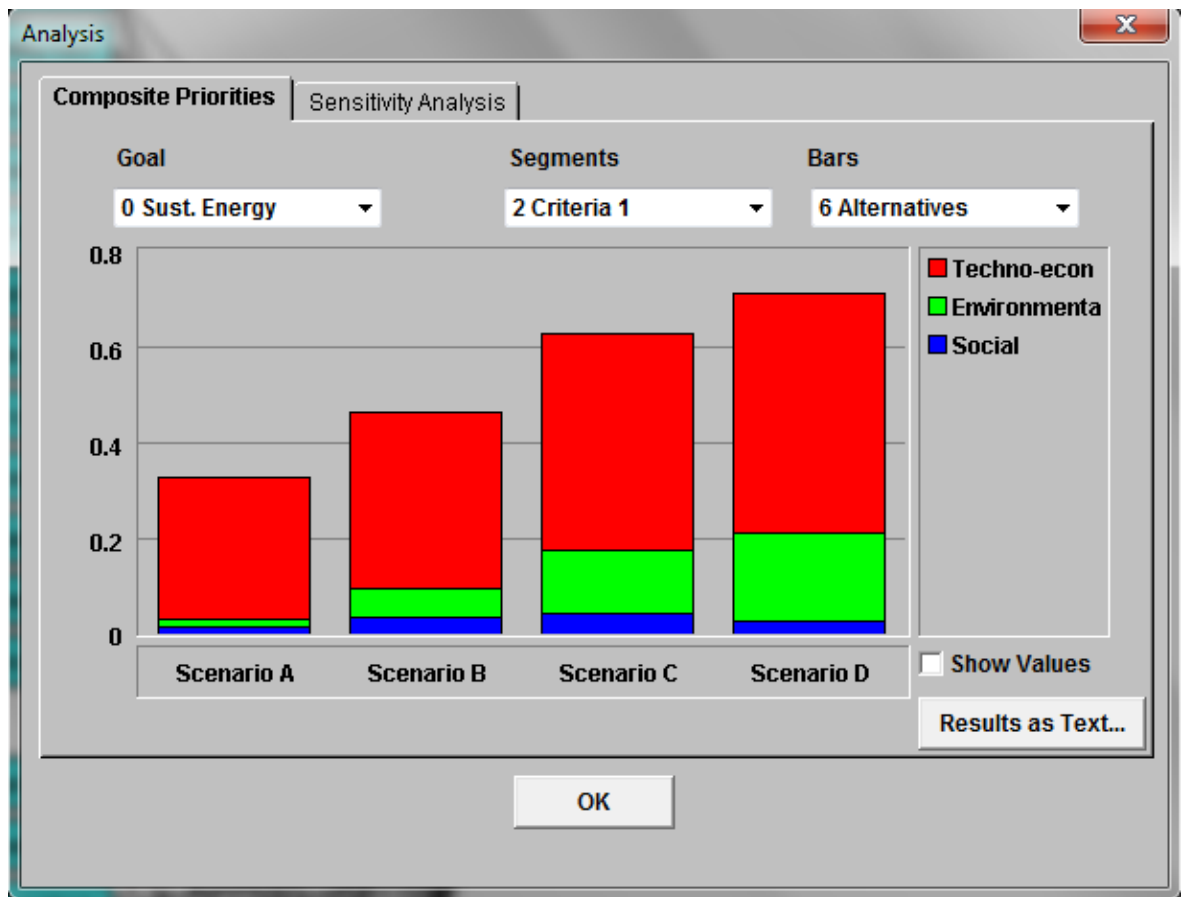 Analysis
X
Composite Priorities Sensitivity Analysis
Goal Segments Bars
0 Sust. Energy 2 Criteria 1 6 Alternatives
0.8
0.6
0.4
0.2
0
Techno-econ
Environmenta
Social
Scenario A Scenario B Scenario C Scenario D
Show Values
Results as Text...
OK